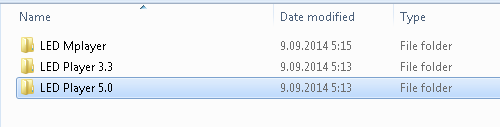 Name Date modified Type
LED Mplayer 9.09.2014 5:15 File folder
LED Player 3.3 9.09.2014 5:13 File folder
LED Player 5.0 9.09.2014 5:13 File folder